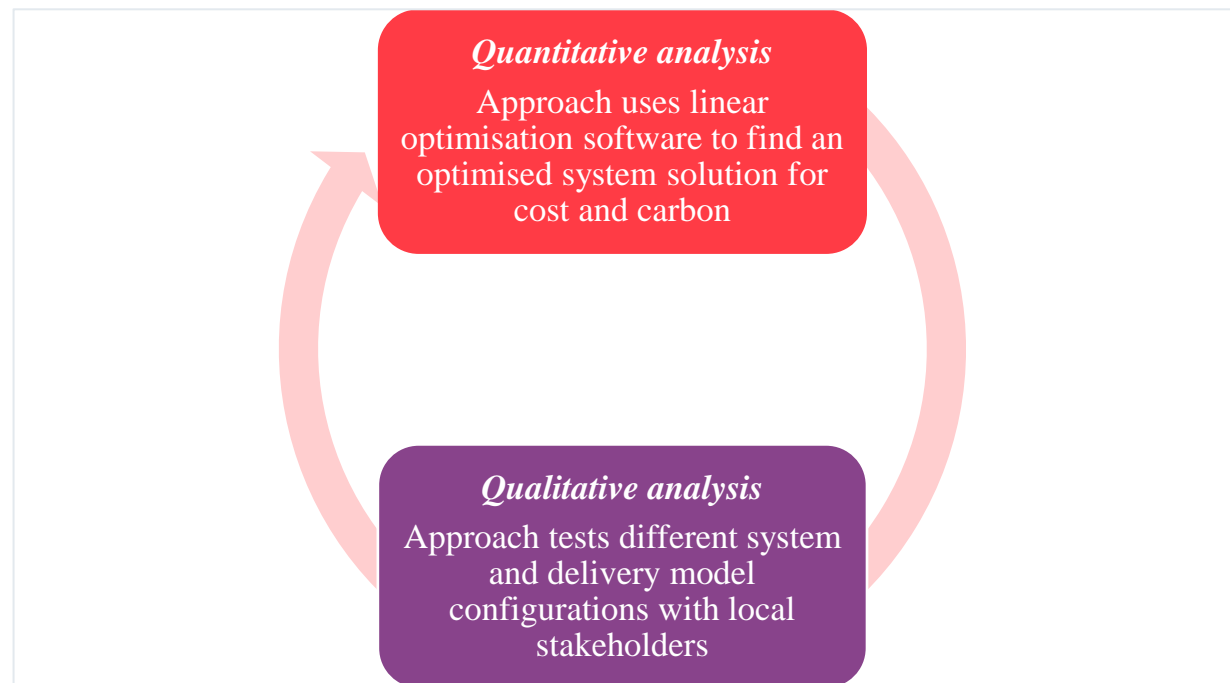 Quantitative analysis
Approach uses linear
optimisation software to find an
optimised system solution for
cost and carbon
Qualitative analysis
Approach tests different system
and delivery model
configurations with local
stakeholders